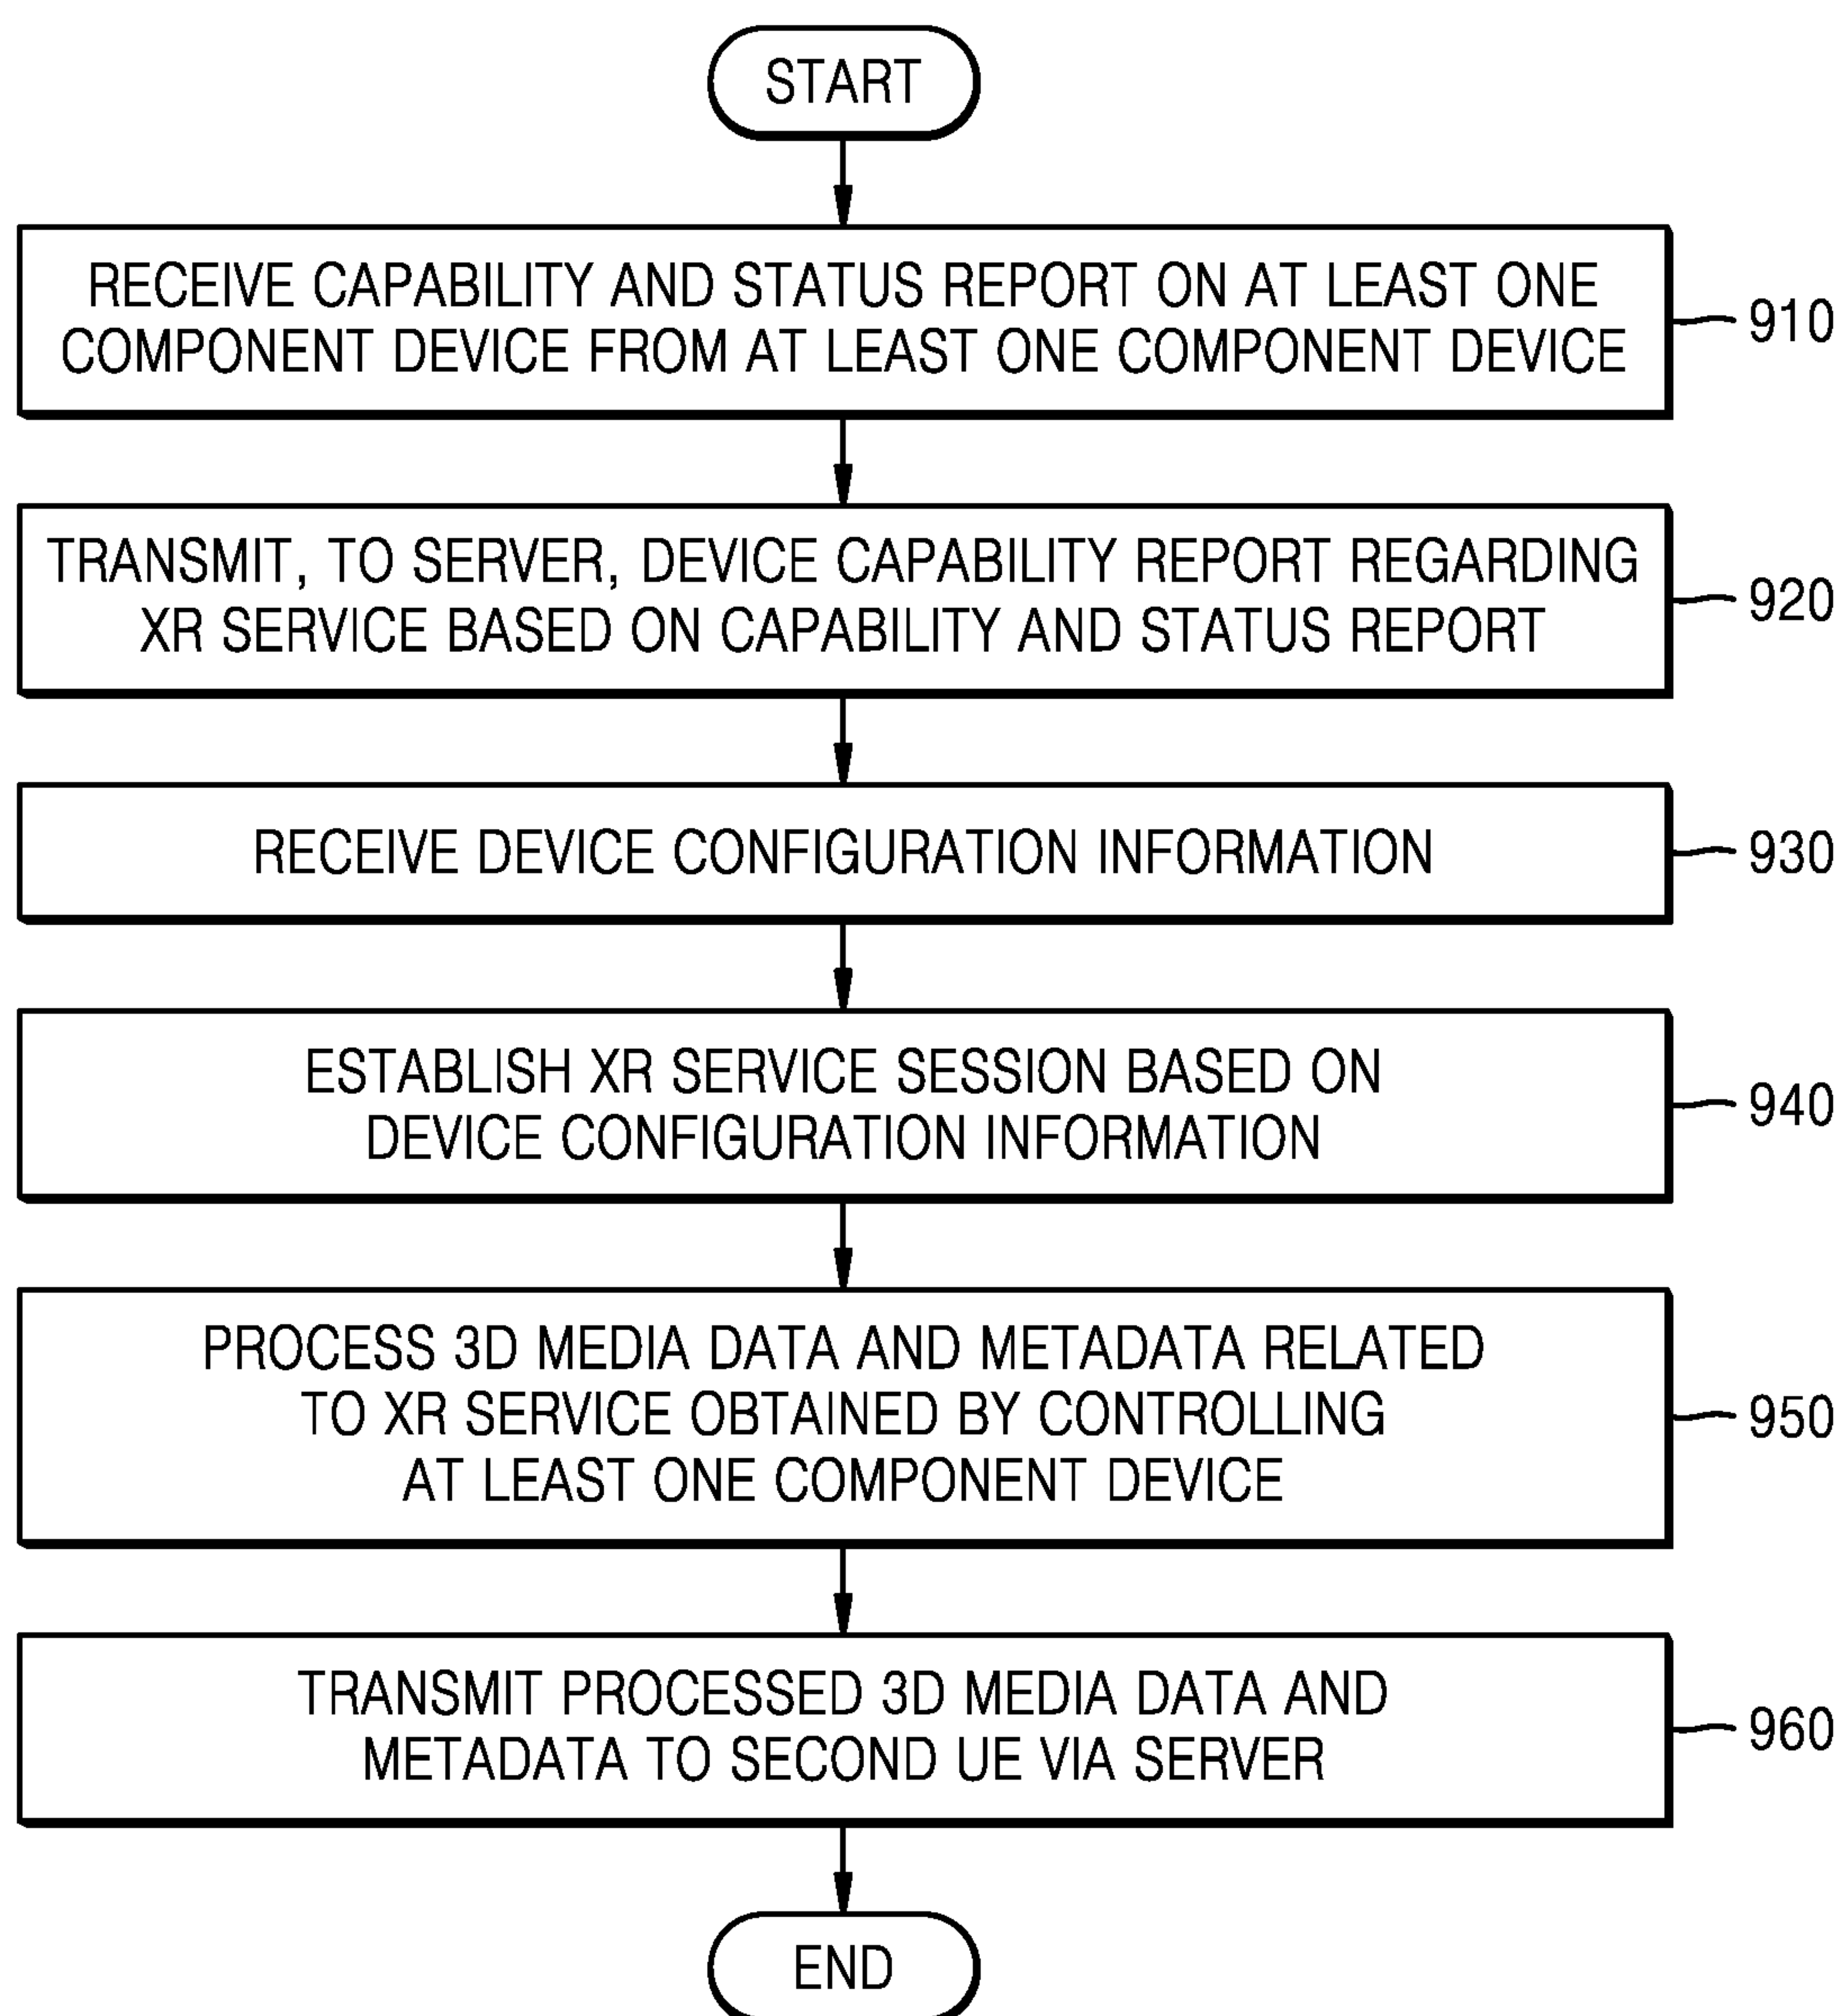 START
RECEIVE CAPABILITY AND STATUS REPORT ON AT LEAST ONE
COMPONENT DEVICE FROM AT LEAST ONE COMPONENT DEVICE
910
TRANSMIT, TO SERVER, DEVICE CAPABILITY REPORT REGARDING
XR SERVICE BASED ON CAPABILITY AND STATUS REPORT
920
RECEIVE DEVICE CONFIGURATION INFORMATION
930
ESTABLISH XR SERVICE SESSION BASED ON
DEVICE CONFIGURATION INFORMATION
940
PROCESS 3D MEDIA DATA AND METADATA RELATED
TO XR SERVICE OBTAINED BY CONTROLLING
AT LEAST ONE COMPONENT DEVICE
950
TRANSMIT PROCESSED 3D MEDIA DATA AND
METADATA TO SECOND UE VIA SERVER
960
END